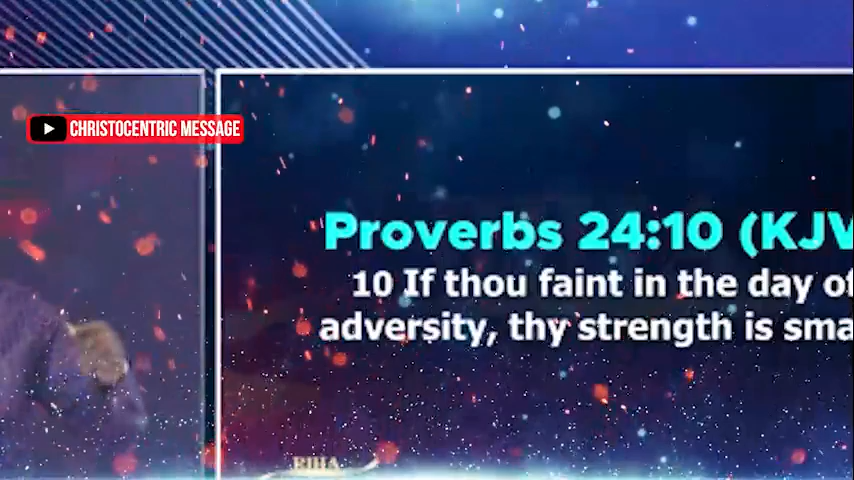 CHRISTOCENTRIC MESSAGE
Proverbs 24:10 (KJV
10 If thou faint in the day of
adversity, thy strength is sma